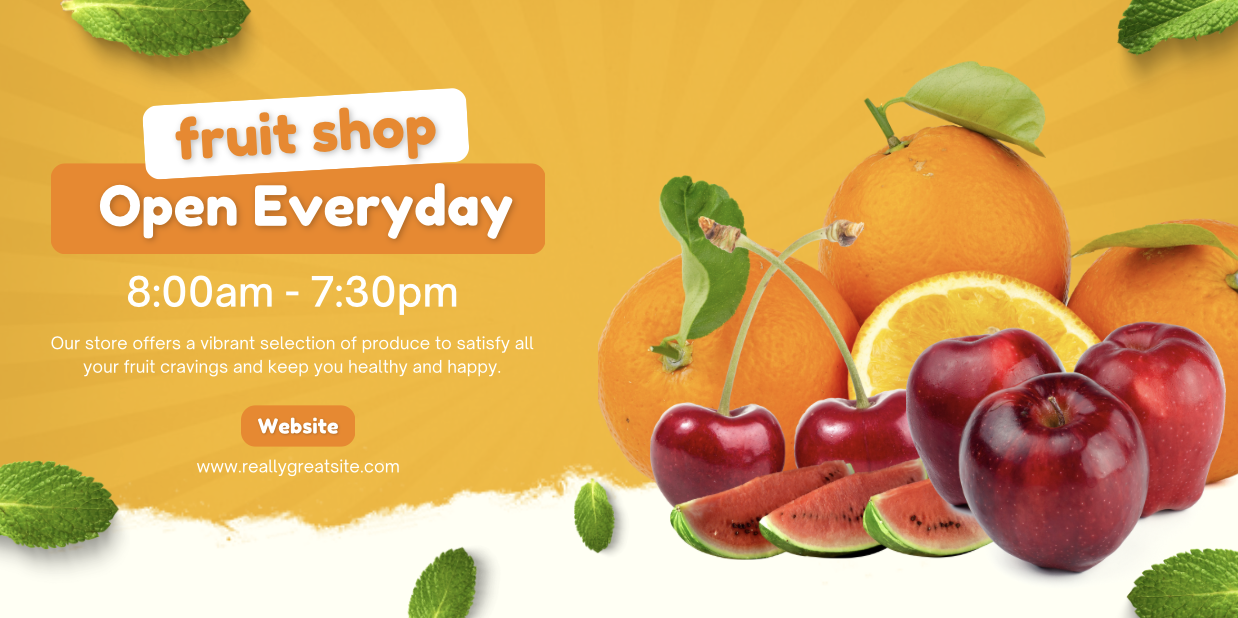 fruit shop
Open Everyday
8:00am - 7:30pm
Our store offers a vibrant selection of produce to satisfy all
your fruit cravings and keep you healthy and happy.
Website
www.reallygreatsite.com